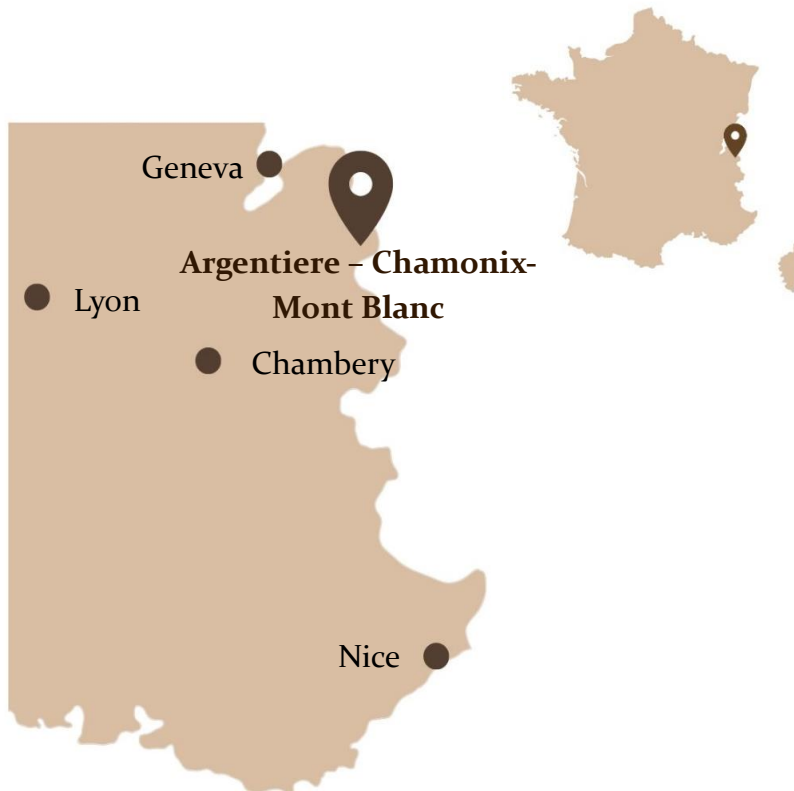 Geneva
Argentiere – Chamonix-
Mont Blanc
Lyon
Chambery
Nice